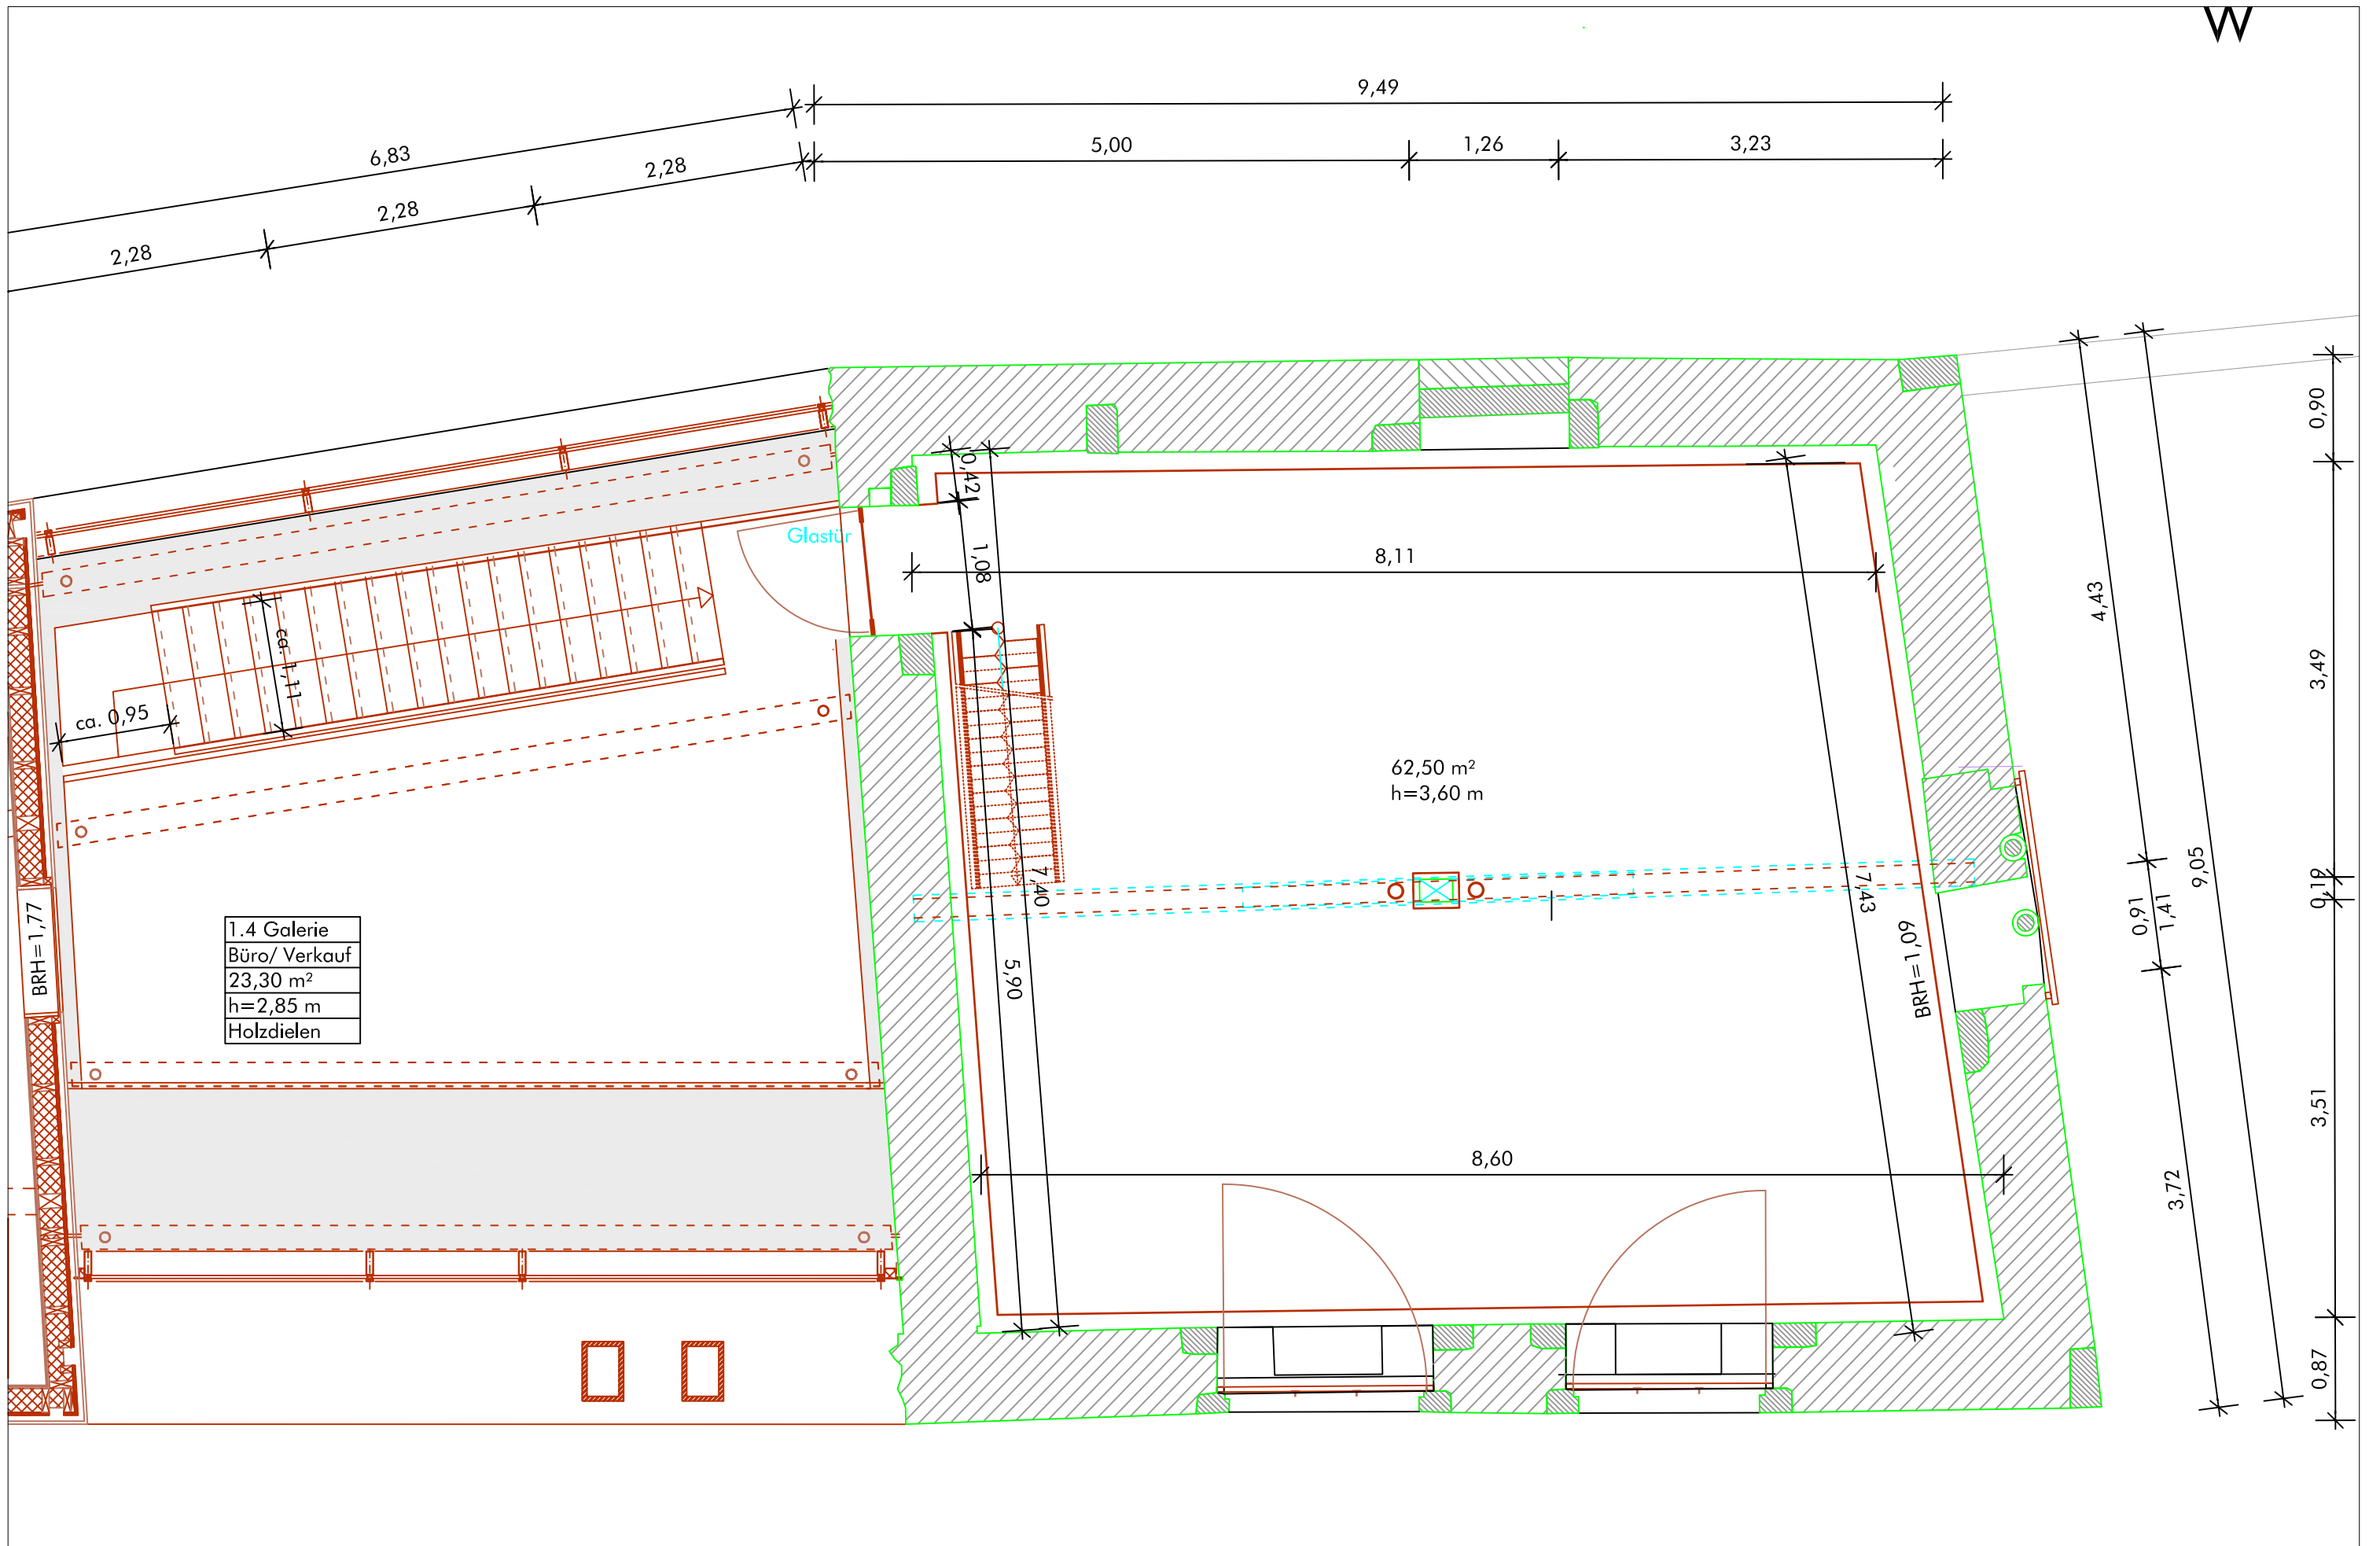 W
9,49
5,00
1,26
3,23
6,83
2,28
2,28
2,28
0,42
1,08
Glastür
8,11
ca. 1,11
ca. 0,95
62,50 m²
h=3,60 m
7,40
5,90
7,43
BRH=1,09
8,60
1.4 Galerie
Büro/ Verkauf
23,30 m²
h=2,85 m
Holzdielen
BRH=1,77
4,43
9,05
0,91
1,41
3,72
0,90
3,49
0,19
3,51
0,87